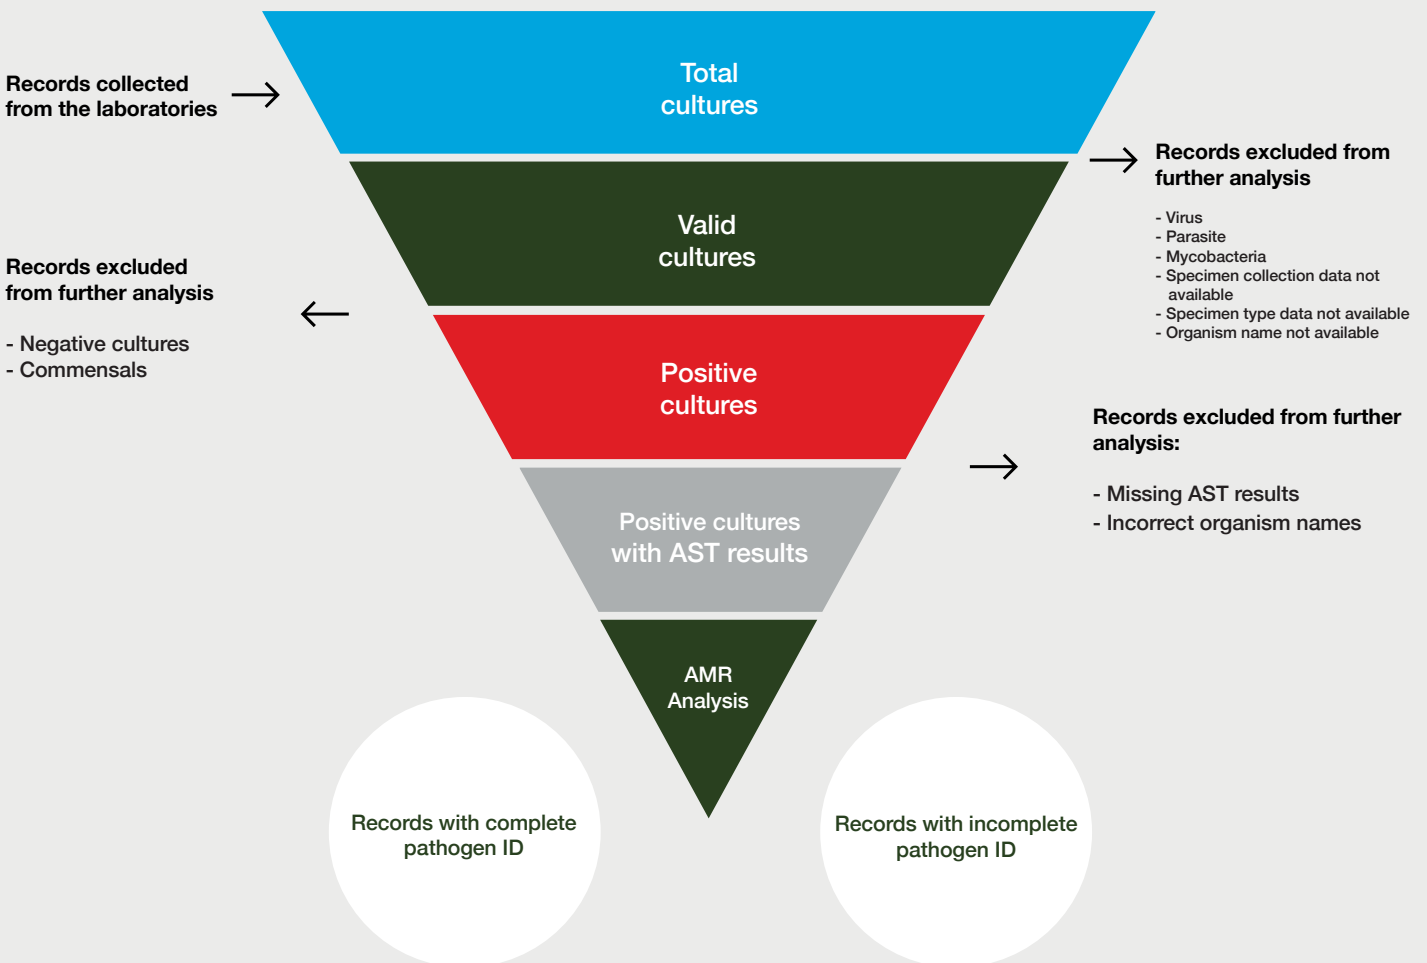 Total
cultures
Records collected
from the laboratories
Records excluded from
further analysis
- Virus
- Parasite
- Mycobacteria
- Specimen collection data not
available
- Specimen type data not available
- Organism name not available
Valid
cultures
Records excluded
from further analysis
- Negative cultures
- Commensals
Positive
cultures
Records excluded from further
analysis:
- Missing AST results
- Incorrect organism names
Positive cultures
with AST results
AMR
Analysis
Records with complete
pathogen ID
Records with incomplete
pathogen ID